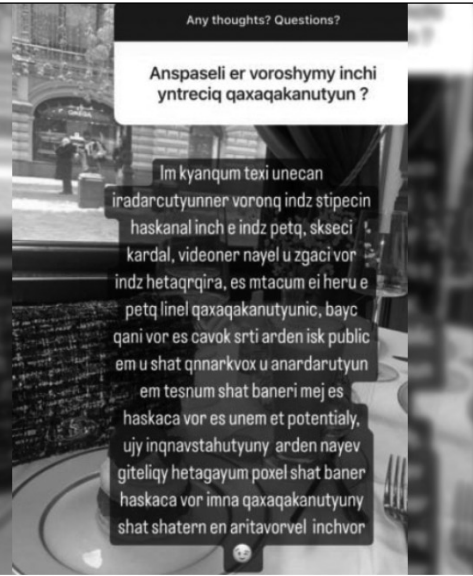 Any thoughts? Questions?
Anspaseli er voroshymy inchi
yntreciq qaxaqakanutyun ?
Im kyanqum texi unecan
iradarcutyunner voronq indz stipecin
haskanal inch e indz petq, skseci
kardal, videoner nayel u zgaci vor
indz hetaqrqira, es mtacum ei heru e
petq linel qaxaqakanutyunic, bayc
qani vor es cavok srti arden isk public
em u shat qnnarkvox u anardarutyun
em tesnum shat baneri mej es
haskaca vor es unem et potentialy,
ujy inqnavstahutyuny arden nayev
giteliqy hetagayum poxel shat baner
haskaca vor imna qaxaqakanutyuny
shat shatern en aritavorvel inchvor
😉